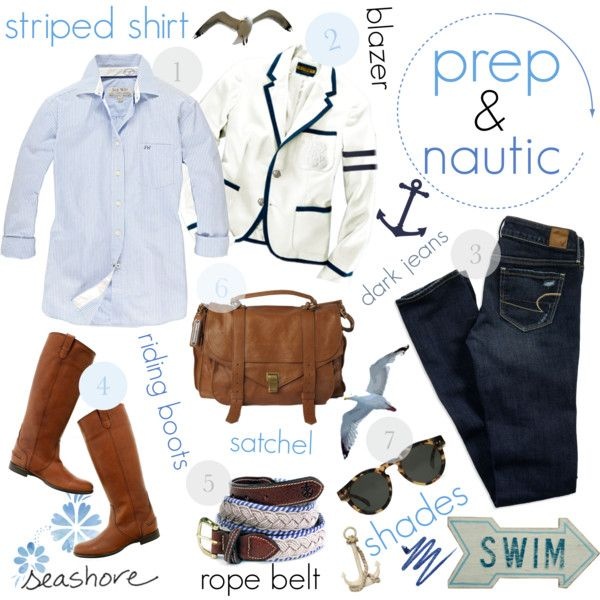 striped shirt
1
2
blazer
prep
&
nautic
dark jeans
3
6
riding boots
4
satchel
7
5
shades
seashore
rope belt
SWIM